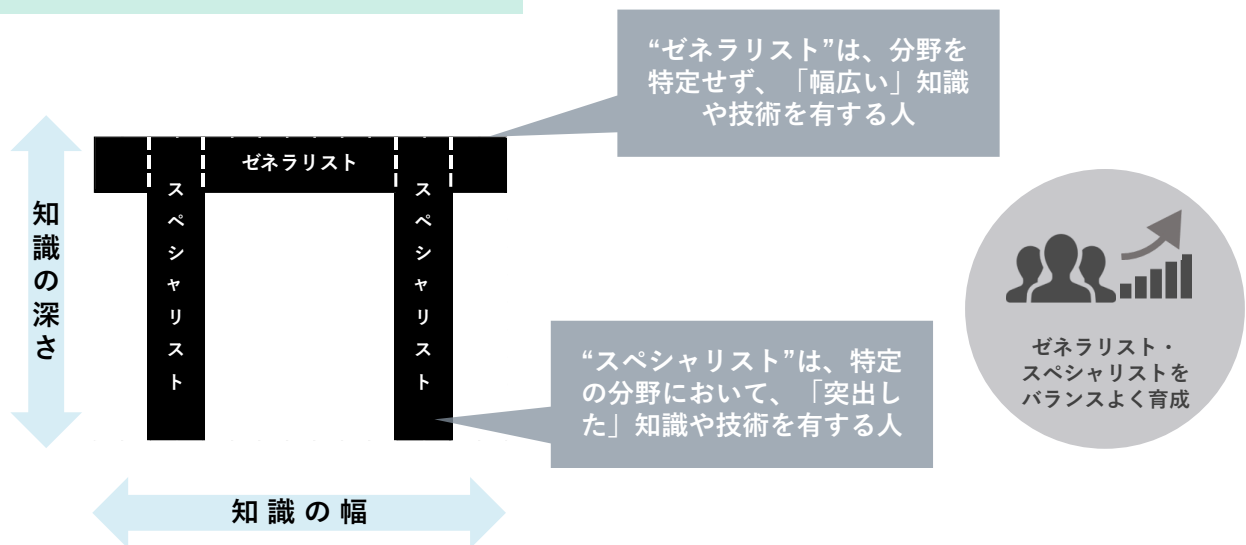 “ゼネラリスト”は、分野を
特定せず、「幅広い」知識
や技術を有する人
ゼネラリスト
スペシャリスト
スペシャリスト
知識の深さ
“スペシャリスト”は、特定
の分野において、「突出し
た」知識や技術を有する人
ゼネラリスト・
スペシャリストを
バランスよく育成
知識の幅